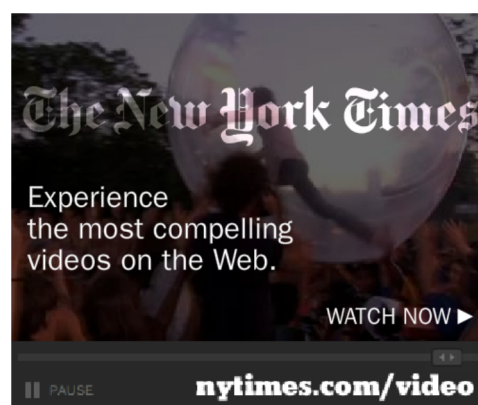 The New York Times
Experience
the most compelling
videos on the Web.
WATCH NOW
PAUSE
nytimes.com/video